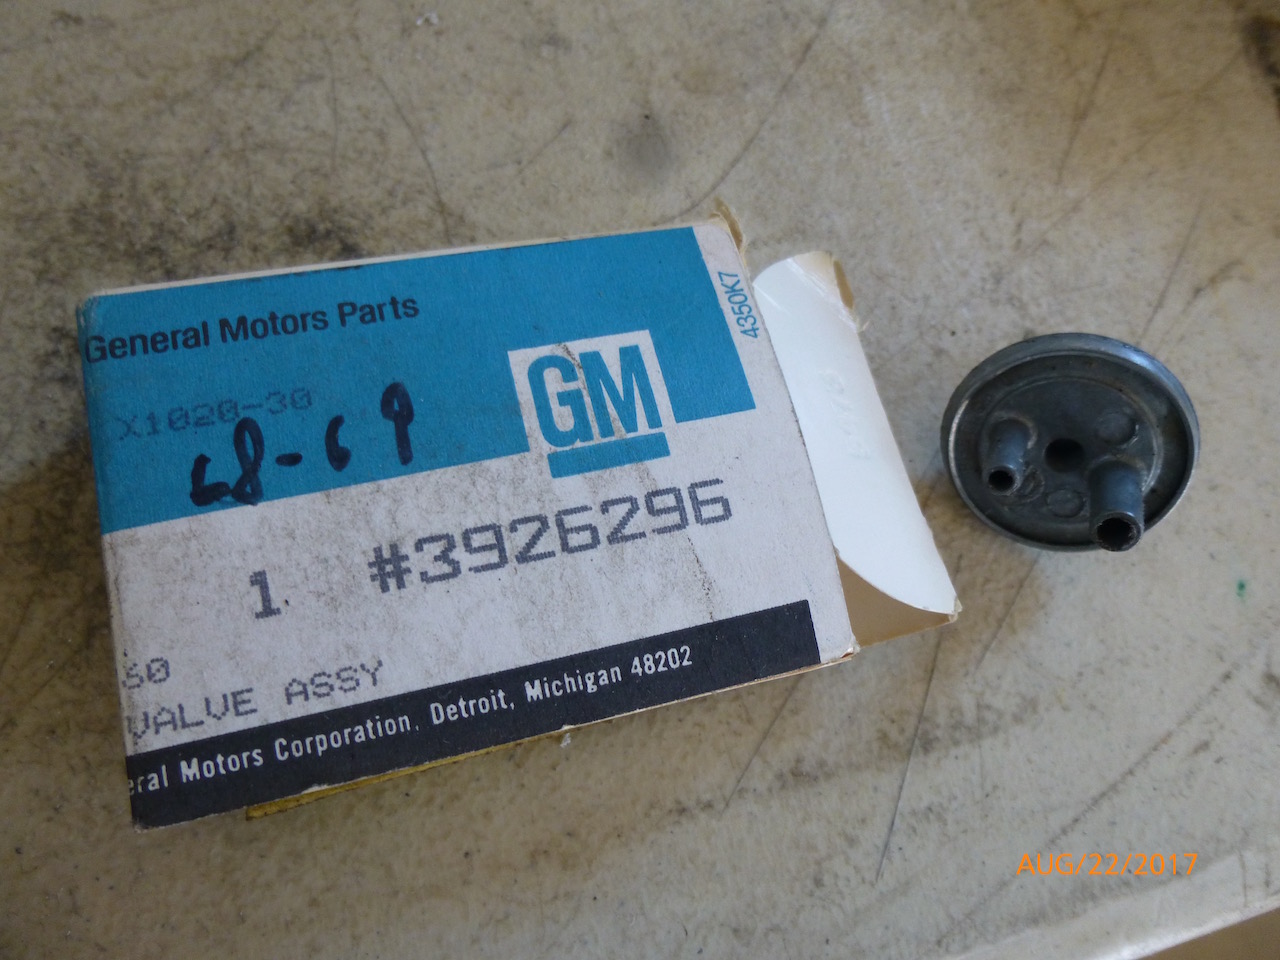 General Motors Parts
4350K7
X1020-30
GM
68-69
1 #3926296
60
VALVE ASSY
eral Motors Corporation, Detroit, Michigan 48202
AUG/22/2017